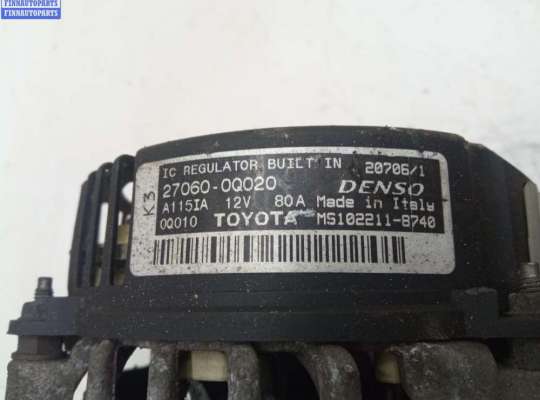 FINNAUTOPARTS
FINNAUTOPARTS
IC REGULATOR BUILT IN 20706/1
K3
27060-0Q020 DENSO
A115IA 12V 80A Made in Italy
0Q010 TOYOTA MS102211-8740